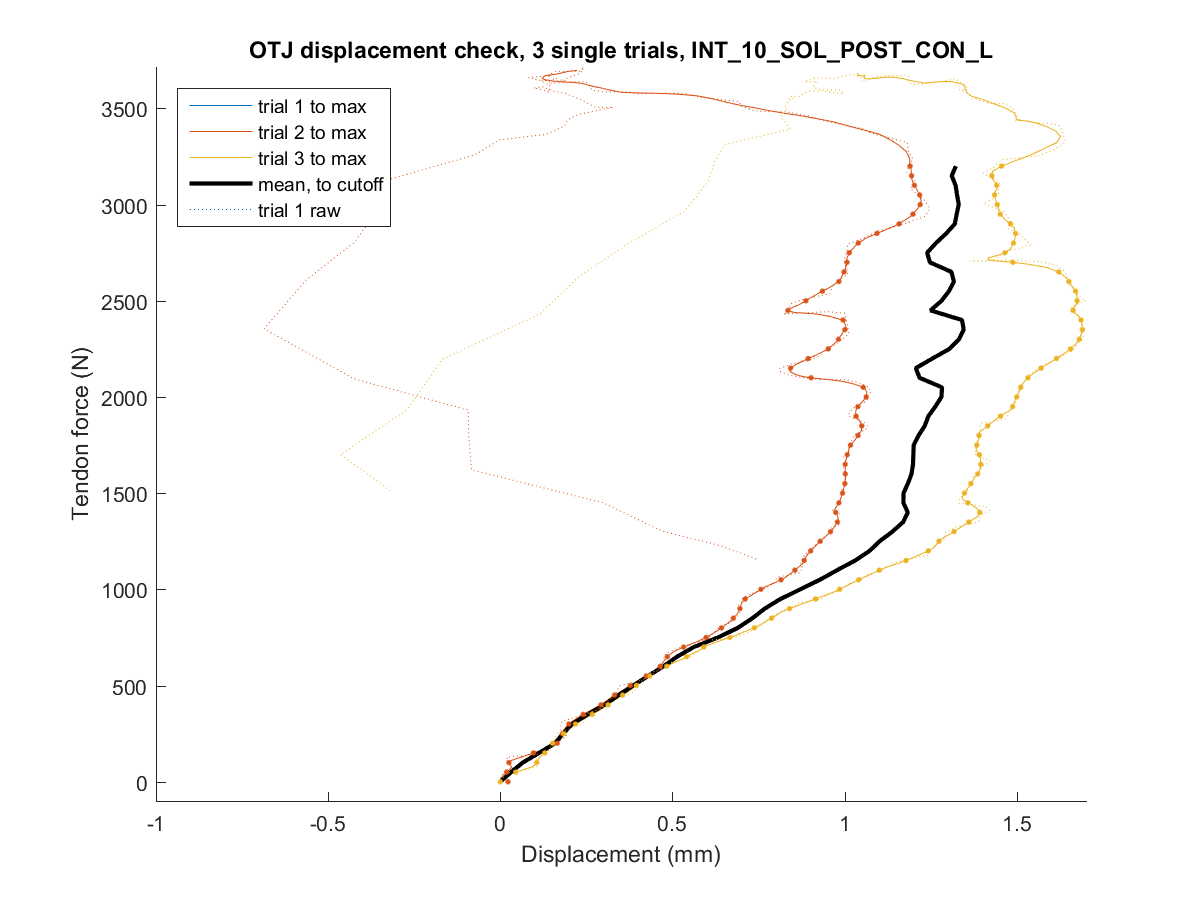 OTJ displacement check, 3 single trials, INT_10_SOL_POST_CON_L
trial 1 to max
trial 2 to max
trial 3 to max
mean, to cutoff
trial 1 raw
Tendon force (N)
3500
3000
2500
2000
1500
1000
500
0
-1 -0.5 0 0.5 1 1.5
Displacement (mm)